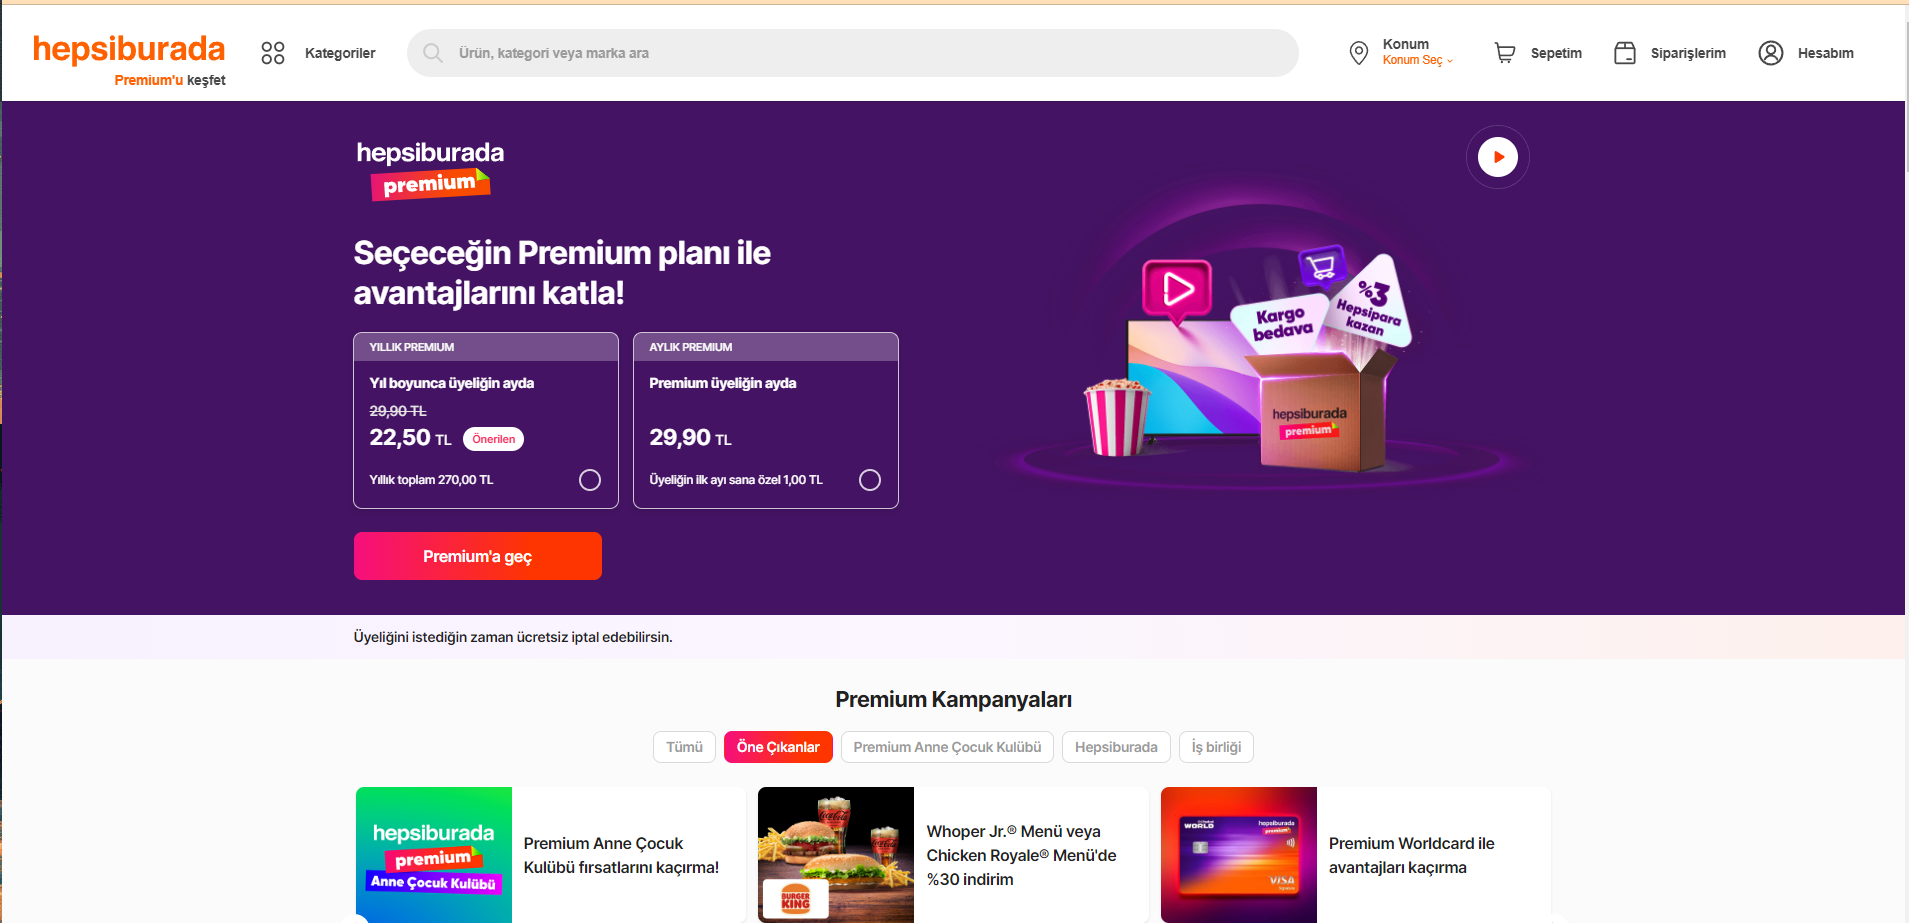 hepsiburada
Premium'u keşfet
Kategoriler
Ürün, kategori veya marka ara
Konum
Konum Seç
Sepetim
Siparişlerim
Hesabım
hepsiburada
premium
Seçeceğin Premium planı ile
avantajlarını katla!
YILLIK PREMIUM
Yıl boyunca üyeliğin ayda
29,90 TL
22,50 TL
Önerilen
Yıllık toplam 270,00 TL
AYLIK PREMIUM
Premium üyeliğin ayda
29,90 TL
Üyeliğin ilk ayı sana özel 1,00 TL
Premium'a geç
Kargo
bedava
%3
Hepsipara
kazan
hepsiburada
premium
Üyeliğini istediğin zaman ücretsiz iptal edebilirsin.
Premium Kampanyaları
Tümü
Öne Çıkanlar
Premium Anne Çocuk Kulübü
Hepsiburada
İş birliği
hepsiburada
premium
Anne Çocuk Kulübü
Premium Anne Çocuk
Kulübü fırsatlarını kaçırma!
Coca-Cola
BURGER
KING
Whoper Jr.® Menü veya
Chicken Royale® Menü'de
%30 indirim
WORLD
hepsiburada
premium
VISA
Premium Worldcard ile
avantajları kaçırma